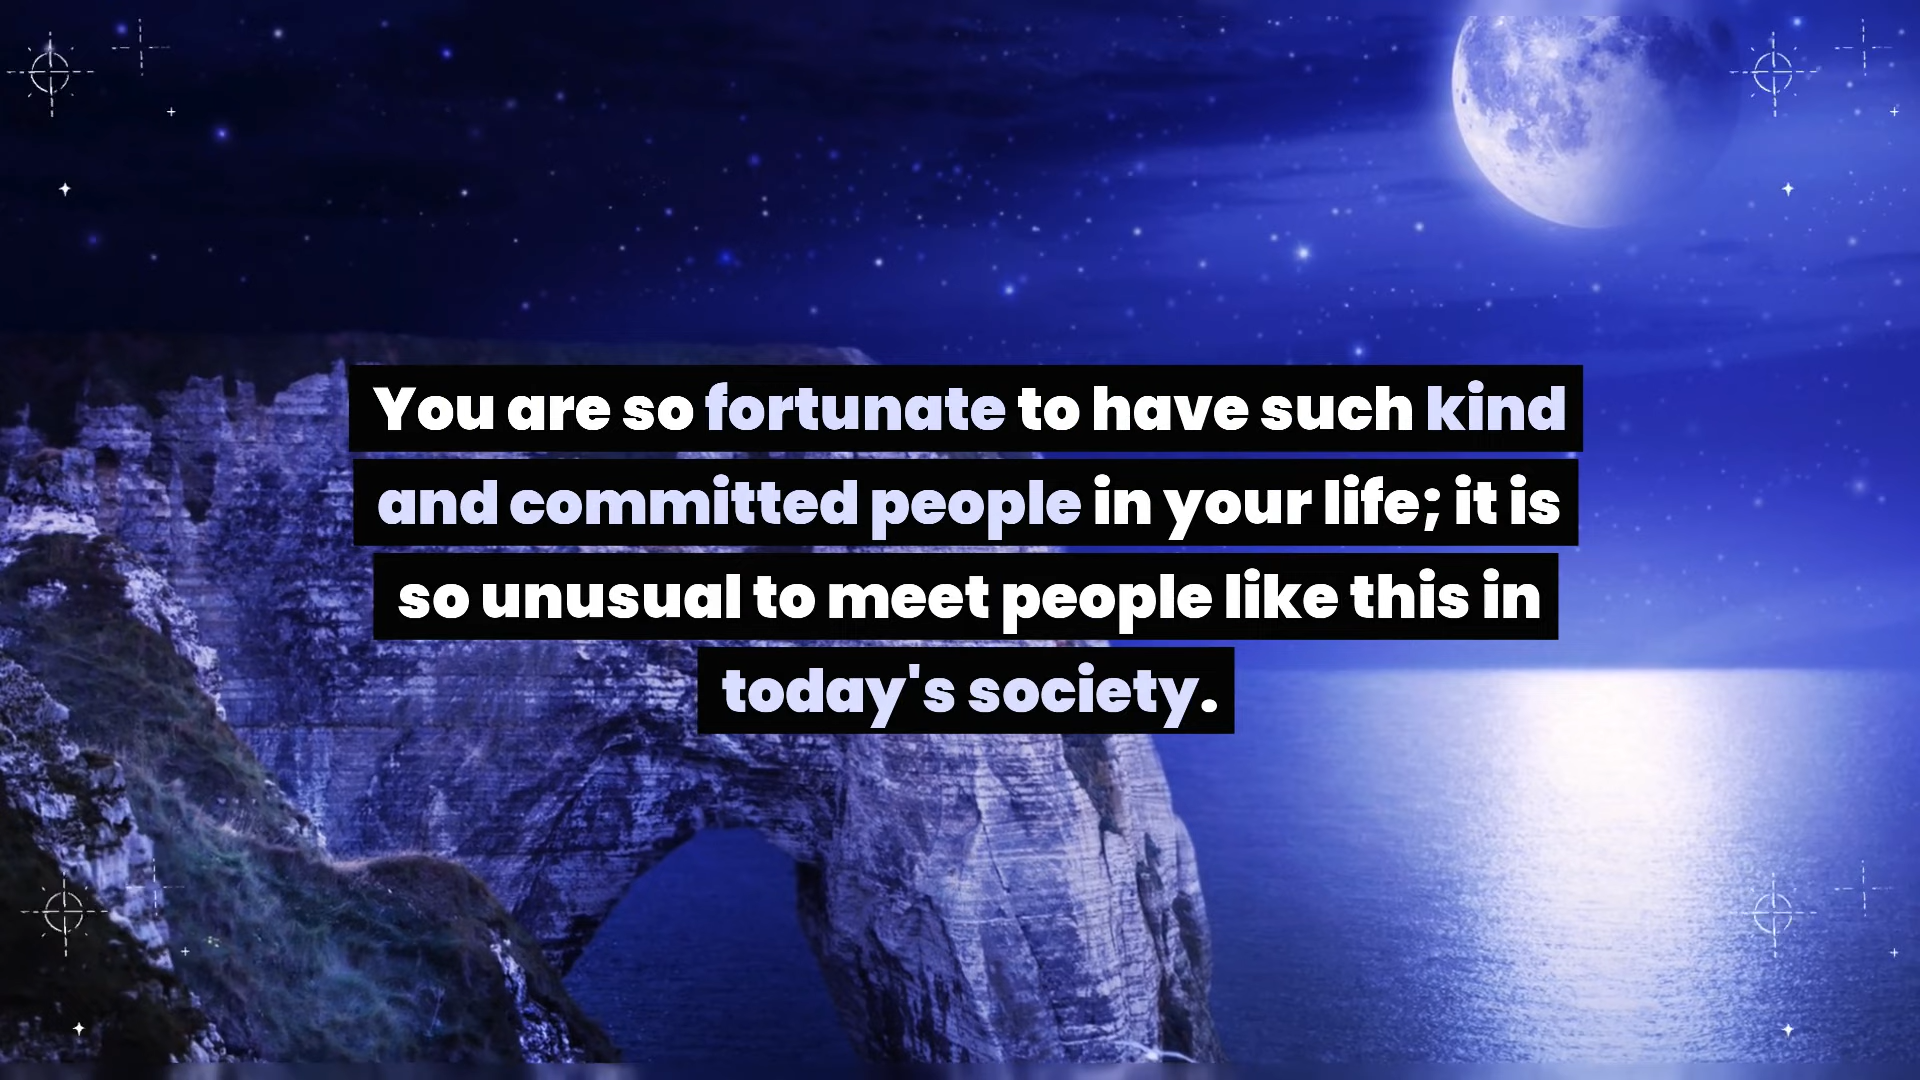 You are so fortunate to have such kind
and committed people in your life; it is
so unusual to meet people like this in
today's society.